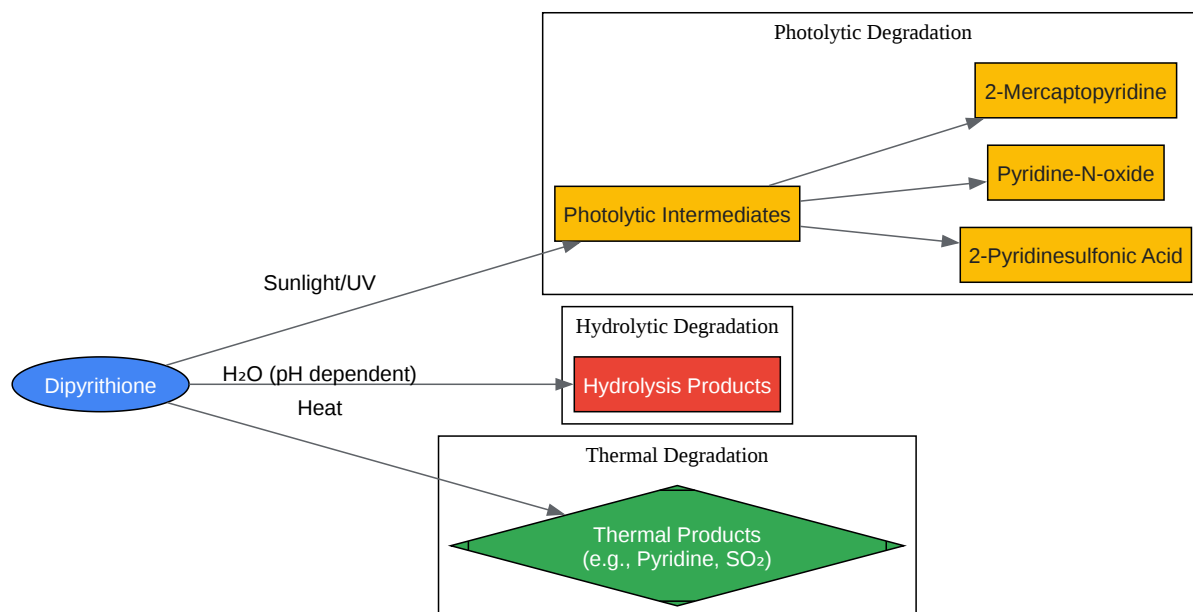 Photolytic Degradation
2-Mercaptopyridine
Pyridine-N-oxide
Photolytic Intermediates
2-Pyridinesulfonic Acid
Sunlight/UV
Hydrolytic Degradation
Dipyrithione
H₂O (pH dependent)
Hydrolysis Products
Heat
Thermal Degradation
Thermal Products
(e.g., Pyridine, SO₂)